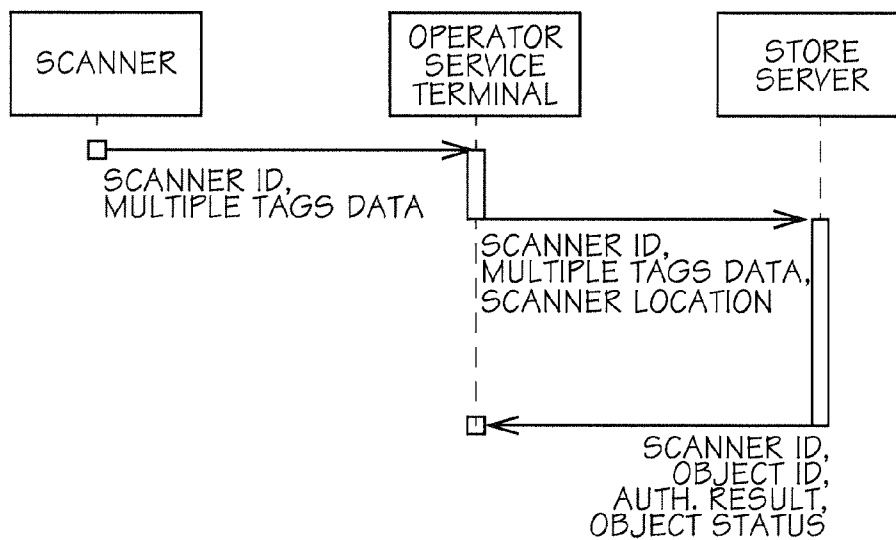 SCANNER
OPERATOR
SERVICE
TERMINAL
STORE
SERVER
SCANNER ID,
MULTIPLE TAGS DATA
SCANNER ID,
MULTIPLE TAGS DATA,
SCANNER LOCATION
SCANNER ID,
OBJECT ID,
AUTH. RESULT,
OBJECT STATUS